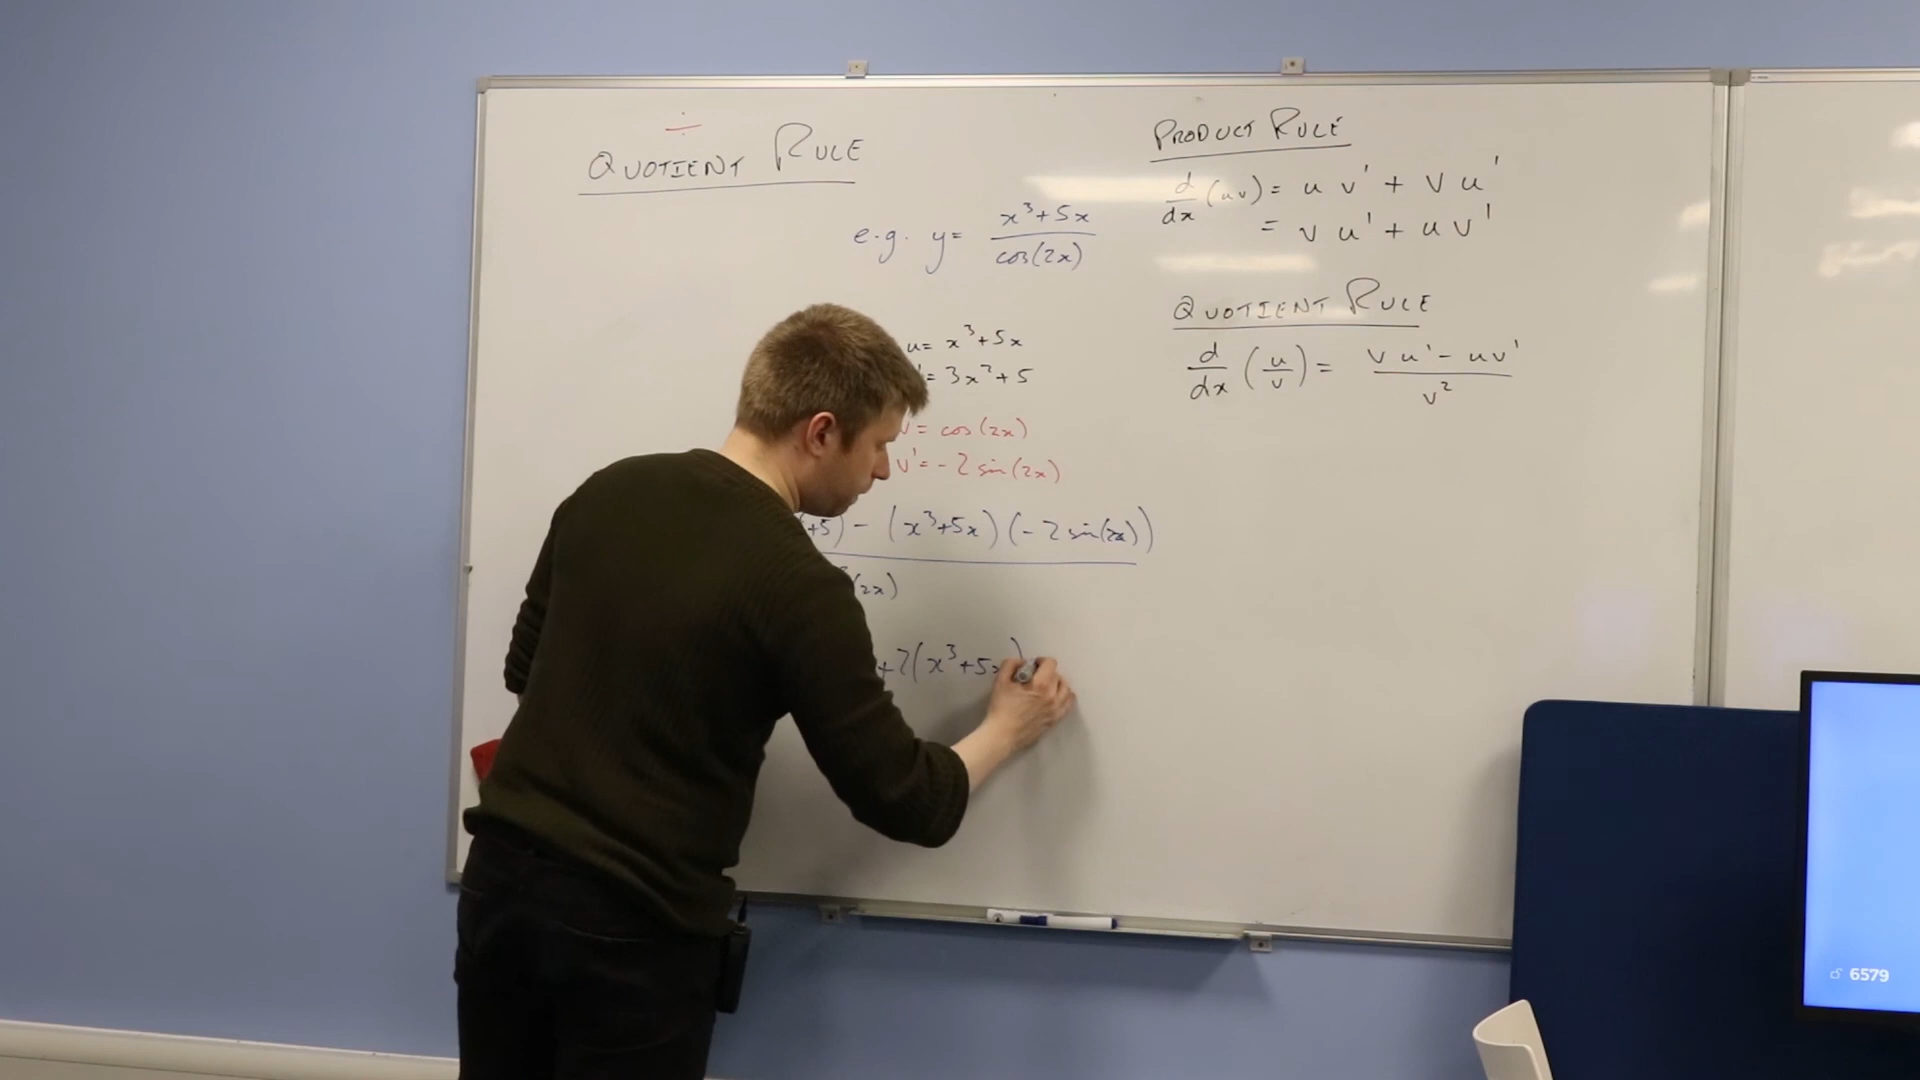 ÷
QUOTIENT RULE
e.g. y = (x³+5x)/(cos(2x))
u = x³+5x
' = 3x²+5
v = cos(2x)
v' = -2 sin(2x)
+5) - (x³+5x)(-2 sin(2x))
(2x)
+2(x³+5x)
PRODUCT RULE
d/dx (uv) = u v' + v u'
= v u' + u v'
QUOTIENT RULE
d/dx (u/v) = (v u' - u v')/v²
6579